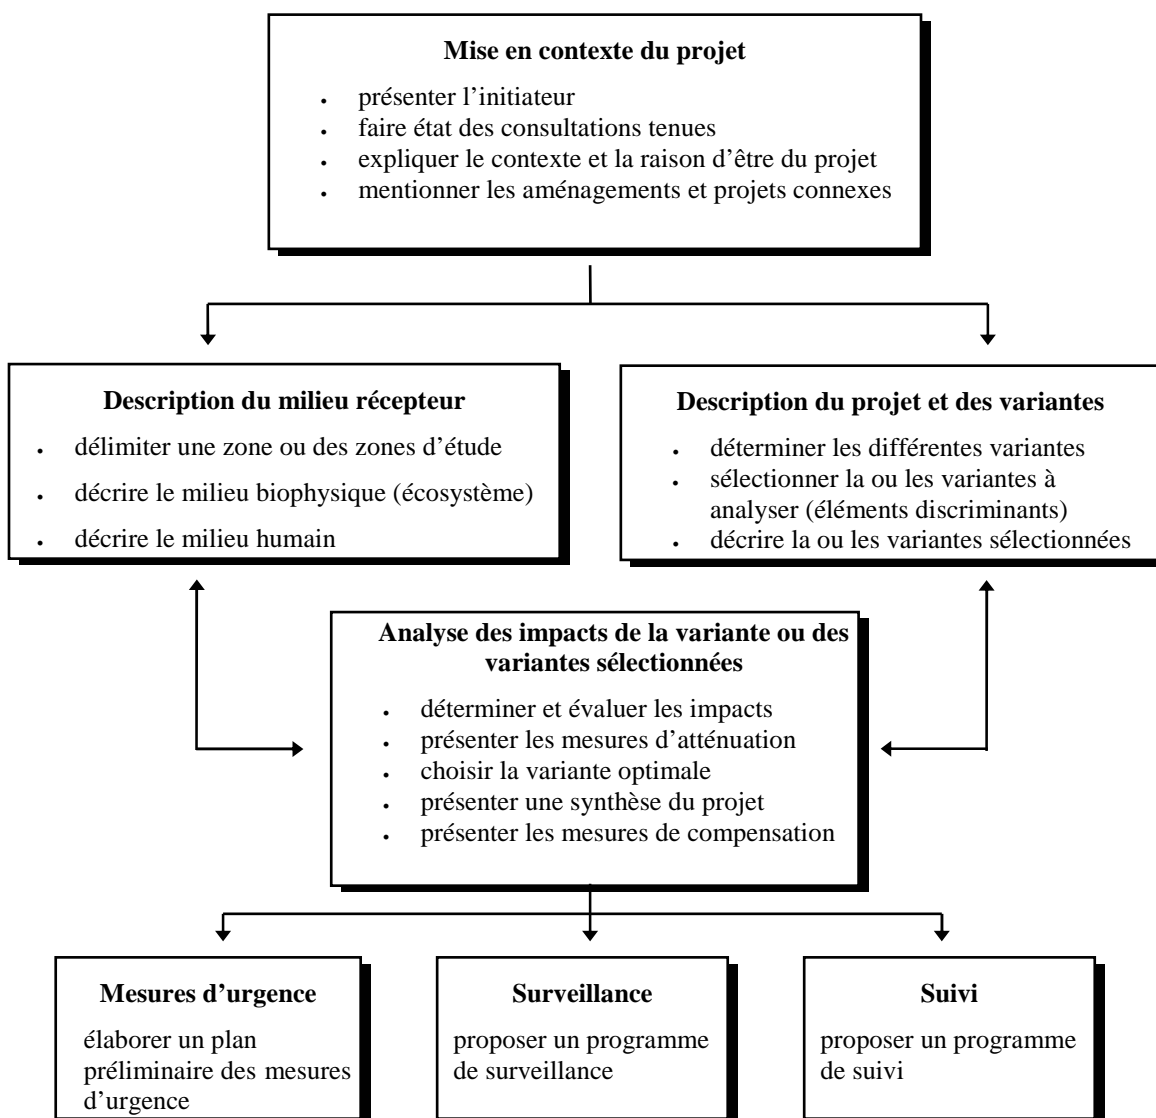 Mise en contexte du projet
• présenter l’initiateur
• faire état des consultations tenues
• expliquer le contexte et la raison d’être du projet
• mentionner les aménagements et projets connexes
Description du milieu récepteur
• délimiter une zone ou des zones d’étude
• décrire le milieu biophysique (écosystème)
• décrire le milieu humain
Description du projet et des variantes
• déterminer les différentes variantes
• sélectionner la ou les variantes à
analyser (éléments discriminants)
• décrire la ou les variantes sélectionnées
Analyse des impacts de la variante ou des
variantes sélectionnées
• déterminer et évaluer les impacts
• présenter les mesures d’atténuation
• choisir la variante optimale
• présenter une synthèse du projet
• présenter les mesures de compensation
Mesures d’urgence
élaborer un plan
préliminaire des mesures
d’urgence
Surveillance
proposer un programme
de surveillance
Suivi
proposer un programme
de suivi